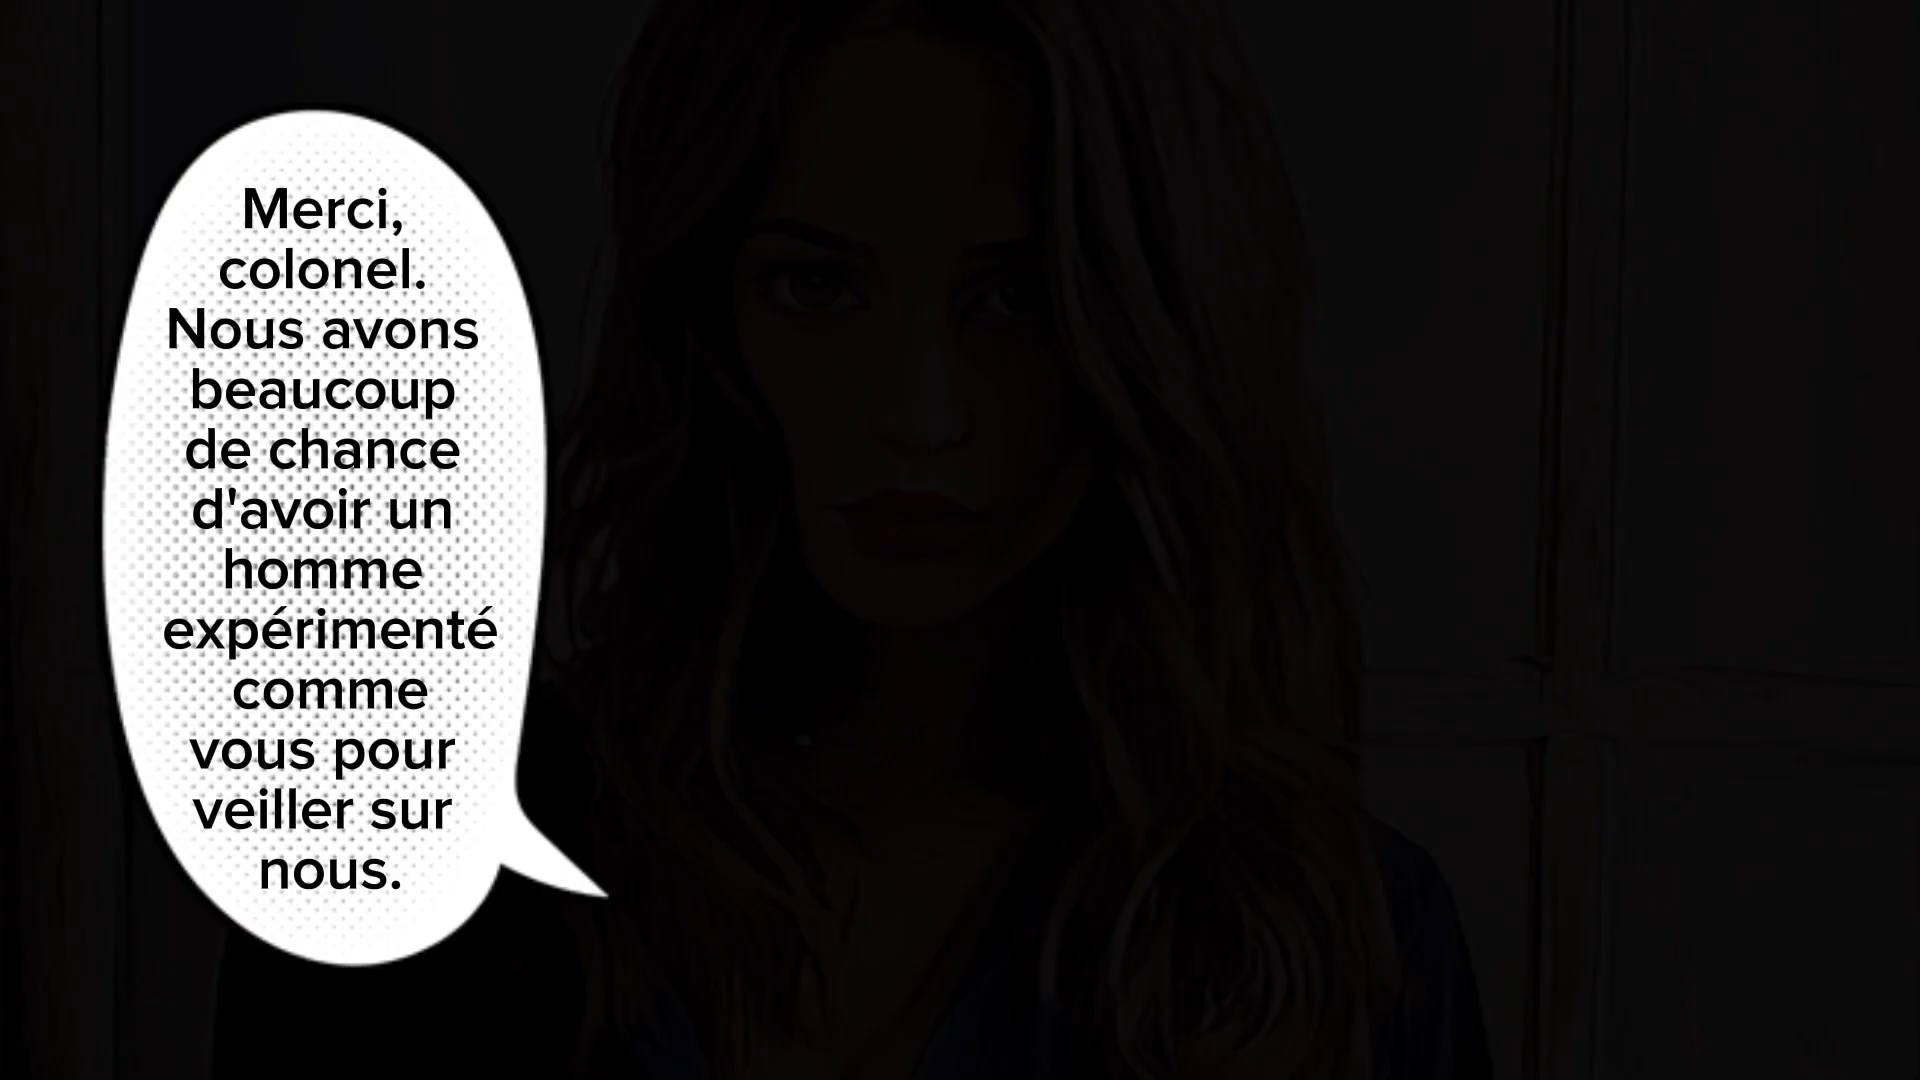 Merci,
colonel.
Nous avons
beaucoup
de chance
d'avoir un
homme
expérimenté
comme
vous pour
veiller sur
nous.